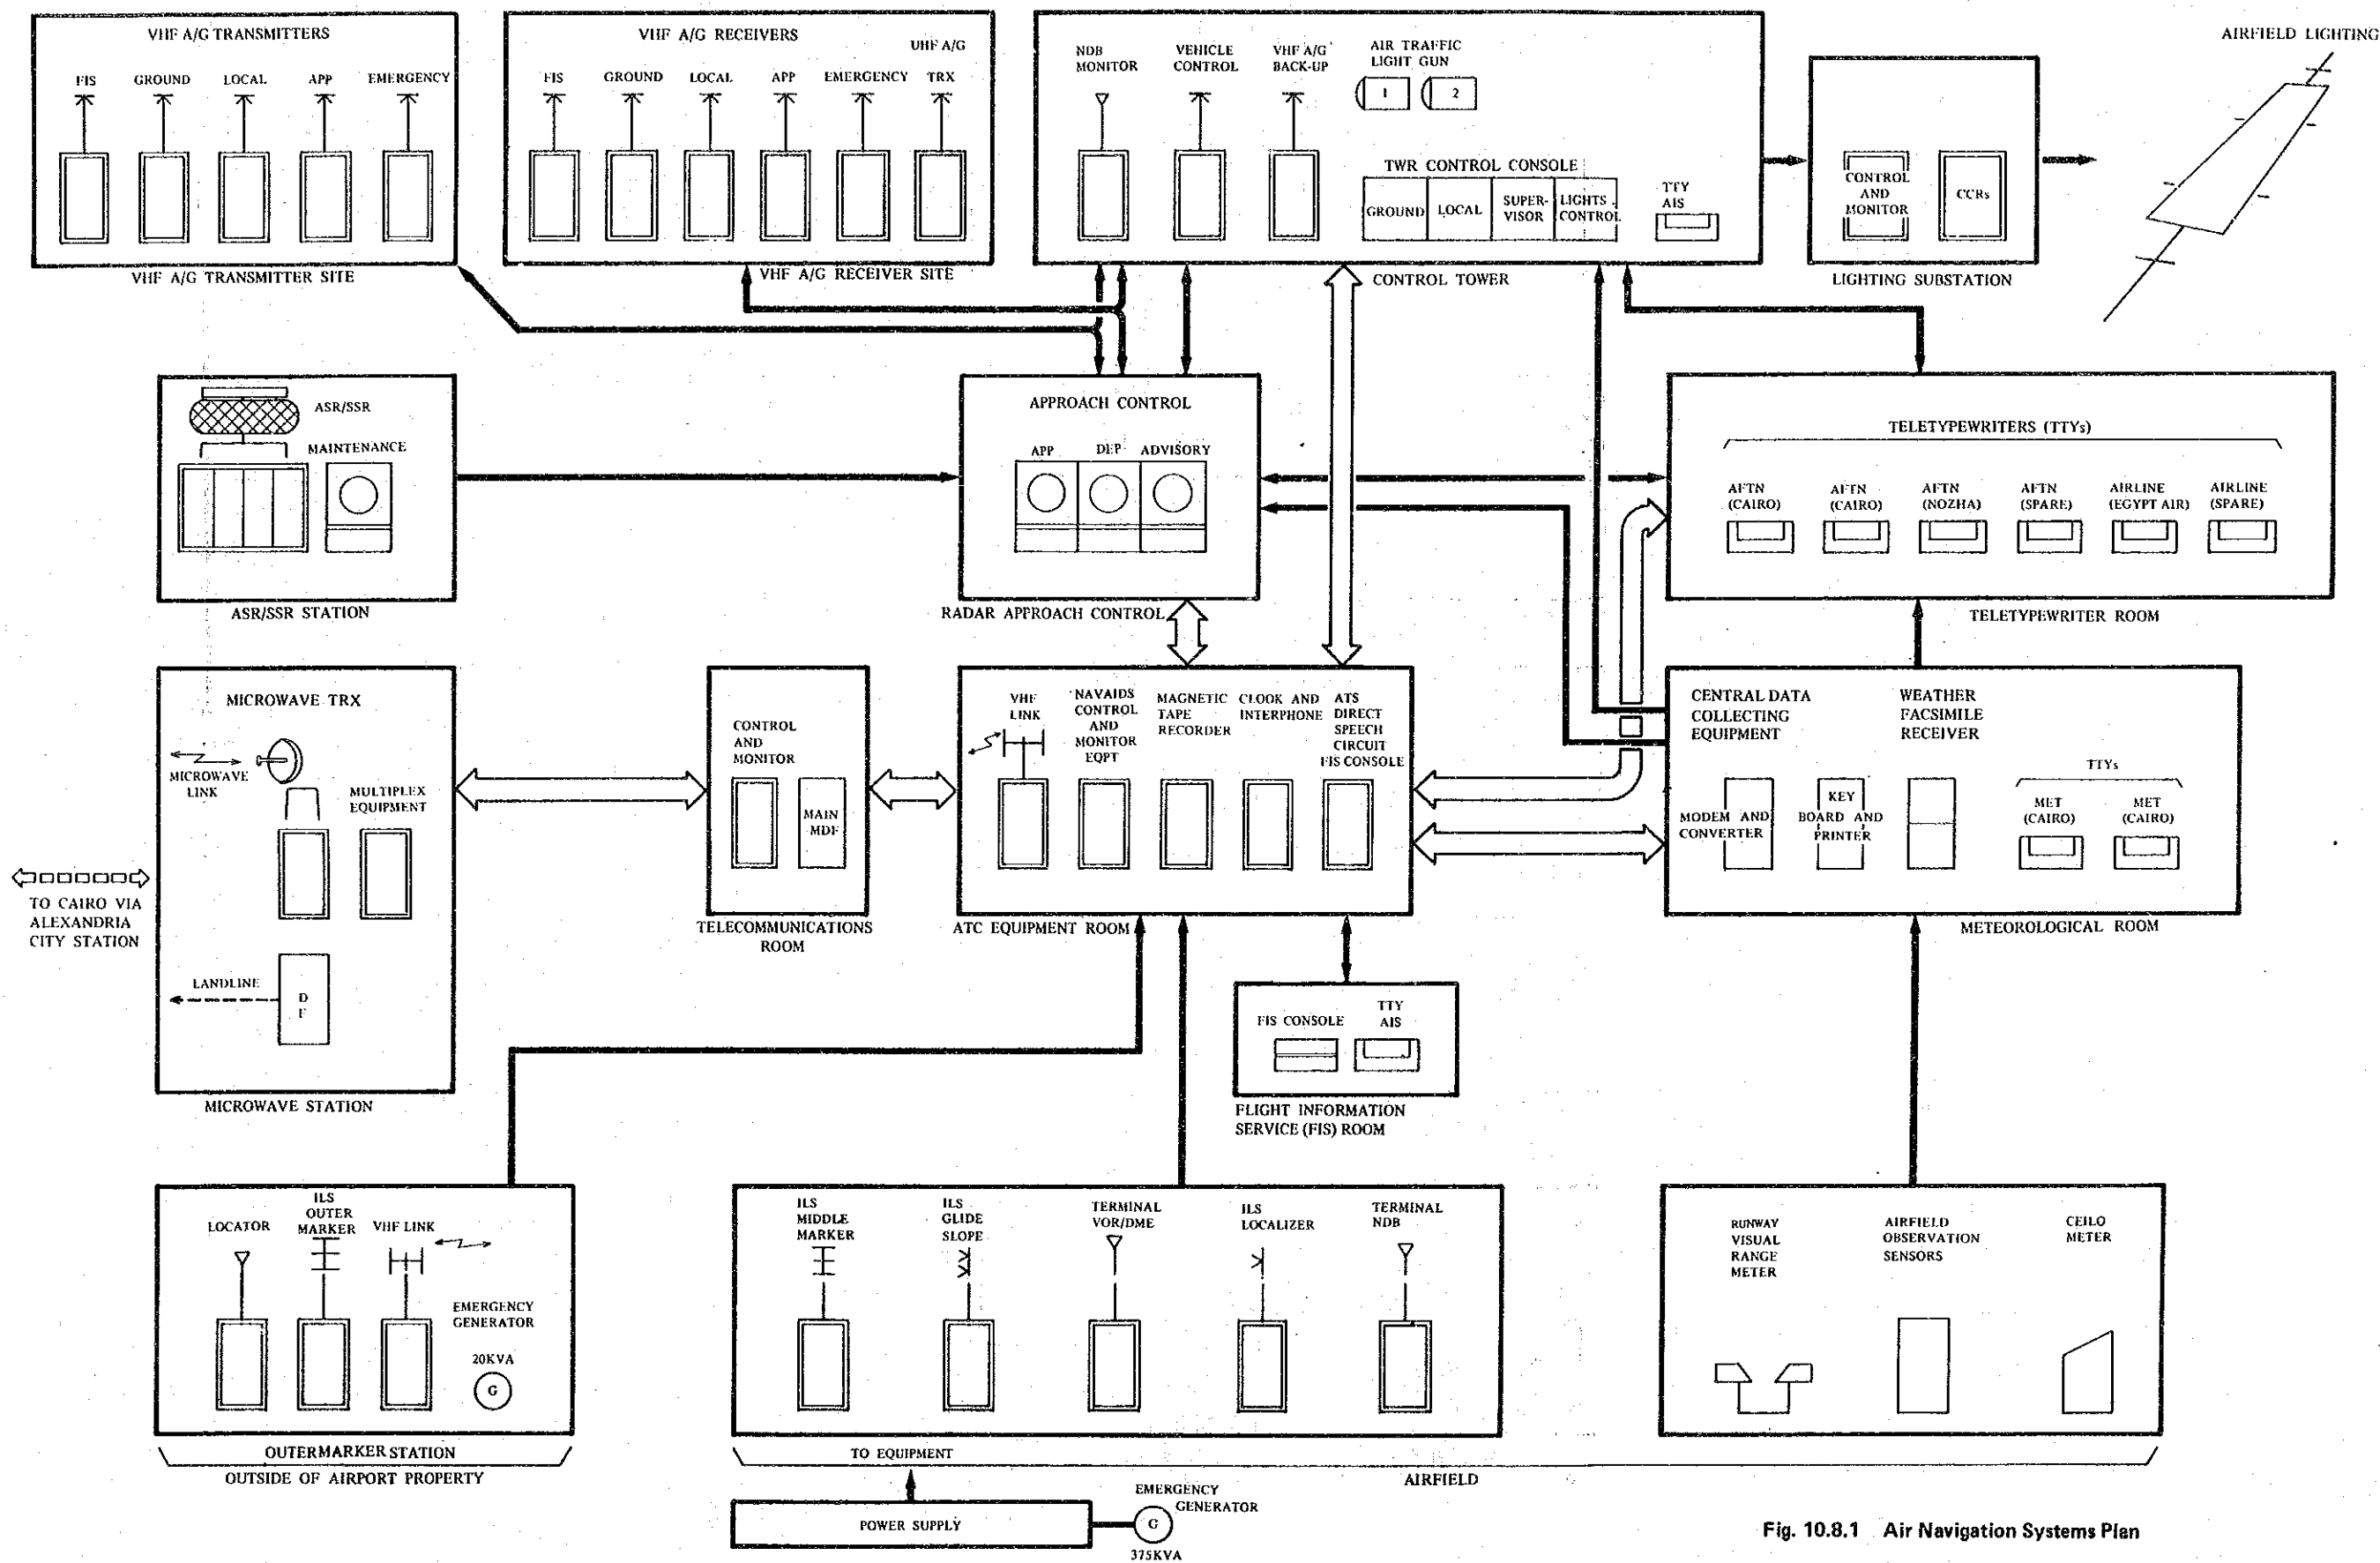 VHF A/G TRANSMITTERS
FIS
GROUND
LOCAL
APP
EMERGENCY
VHF A/G TRANSMITTER SITE
VHF A/G RECEIVERS
UHF A/G
FIS
GROUND
LOCAL
APP
EMERGENCY
TRX
VHF A/G RECEIVER SITE
NDB
MONITOR
VEHICLE
CONTROL
VHF A/G
BACK-UP
AIR TRAFFIC
LIGHT GUN
1
2
TWR CONTROL CONSOLE
GROUND
LOCAL
SUPER-
VISOR
LIGHTS
CONTROL
TTY
AIS
CONTROL TOWER
CONTROL
AND
MONITOR
CCRs
LIGHTING SUBSTATION
AIRFIELD LIGHTING
ASR/SSR
MAINTENANCE
ASR/SSR STATION
APPROACH CONTROL
APP
DEP
ADVISORY
RADAR APPROACH CONTROL
TELETYPEWRITERS (TTYs)
AFTN
(CAIRO)
AFTN
(CAIRO)
AFTN
(NOZHA)
AFTN
(SPARE)
AIRLINE
(EGYPT AIR)
AIRLINE
(SPARE)
TELETYPEWRITER ROOM
MICROWAVE TRX
MICROWAVE
LINK
MULTIPLEX
EQUIPMENT
TO CAIRO VIA
ALEXANDRIA
CITY STATION
LANDLINE
D
F
MICROWAVE STATION
CONTROL
AND
MONITOR
MAIN
MDF
TELECOMMUNICATIONS
ROOM
VHF
LINK
NAVAIDS
CONTROL
AND
MONITOR
EQPT
MAGNETIC
TAPE
RECORDER
CLOOK AND
INTERPHONE
ATS
DIRECT
SPEECH
CIRCUIT
FIS CONSOLE
ATC EQUIPMENT ROOM
CENTRAL DATA
COLLECTING
EQUIPMENT
WEATHER
FACSIMILE
RECEIVER
TTYs
MODEM AND
CONVERTER
KEY
BOARD AND
PRINTER
MET
(CAIRO)
MET
(CAIRO)
METEOROLOGICAL ROOM
FIS CONSOLE
TTY
AIS
FLIGHT INFORMATION
SERVICE (FIS) ROOM
LOCATOR
ILS
OUTER
MARKER
VHF LINK
EMERGENCY
GENERATOR
20KVA
G
OUTERMARKER STATION
OUTSIDE OF AIRPORT PROPERTY
ILS
MIDDLE
MARKER
ILS
GLIDE
SLOPE
TERMINAL
VOR/DME
ILS
LOCALIZER
TERMINAL
NDB
RUNWAY
VISUAL
RANGE
METER
AIRFIELD
OBSERVATION
SENSORS
CEILO
METER
TO EQUIPMENT
AIRFIELD
POWER SUPPLY
EMERGENCY
GENERATOR
G
375KVA
Fig. 10.8.1 Air Navigation Systems Plan